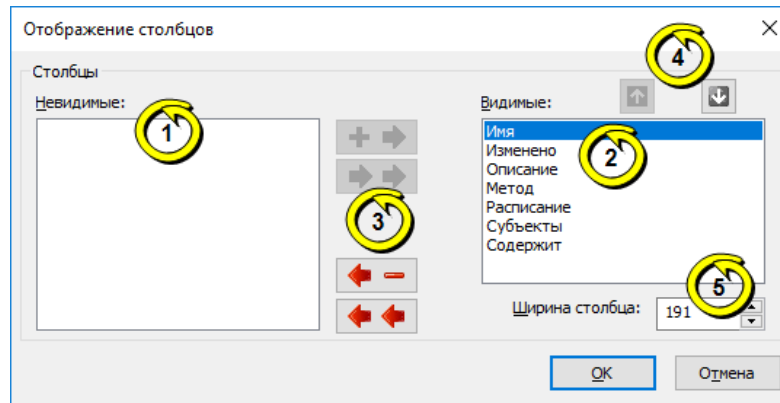 Отображение столбцов
4
Столбцы
Невидимые:
Видимые:
1
Имя
2
Изменено
Описание
Метод
Расписание
Субъекты
Содержит
3
5
Ширина столбца:
191
OK
Отмена